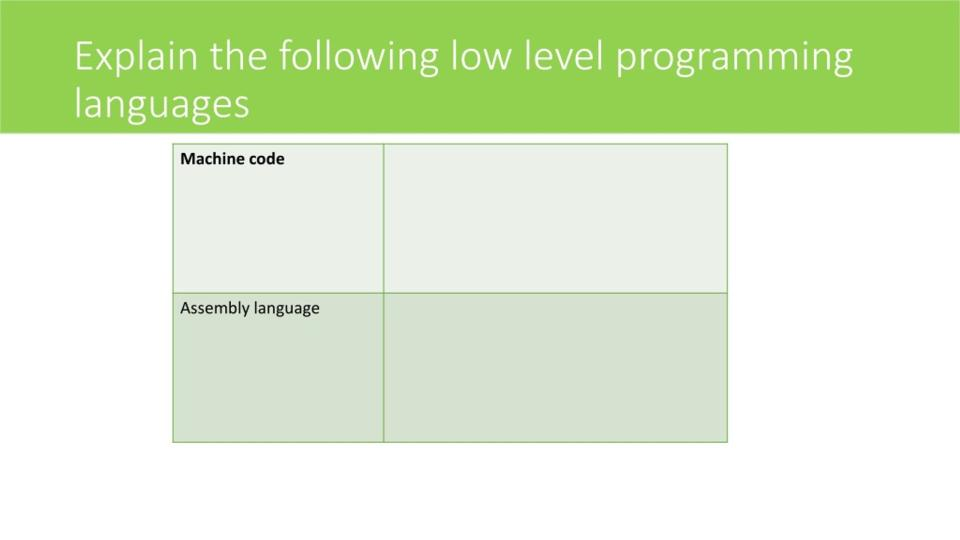 Explain the following low level programming
languages
Machine code
Assembly language